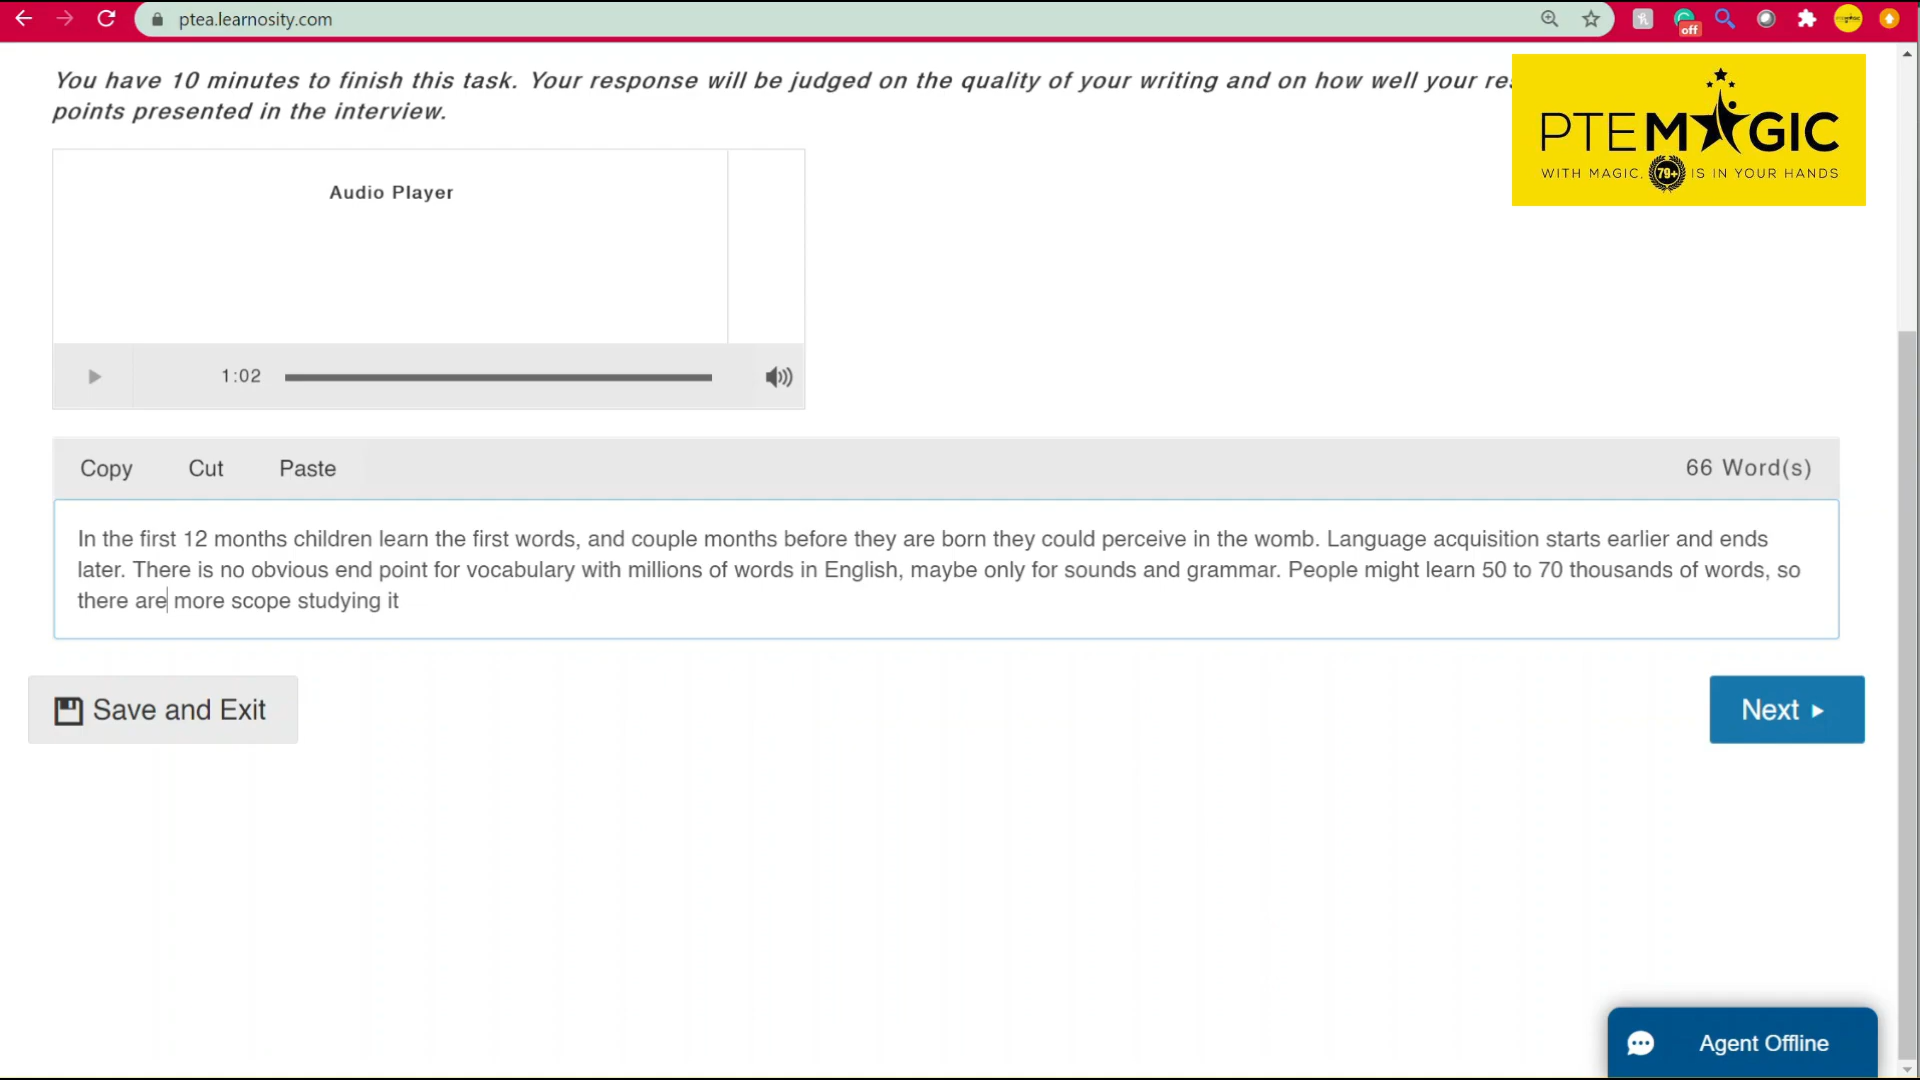 ptea.learnosity.com
off
You have 10 minutes to finish this task. Your response will be judged on the quality of your writing and on how well your res
points presented in the interview.
PTE MAGIC
WITH MAGIC, 79+ IS IN YOUR HANDS
Audio Player
1:02
Copy Cut Paste 66 Word(s)
In the first 12 months children learn the first words, and couple months before they are born they could perceive in the womb. Language acquisition starts earlier and ends
later. There is no obvious end point for vocabulary with millions of words in English, maybe only for sounds and grammar. People might learn 50 to 70 thousands of words, so
there are more scope studying it
Save and Exit
Next
Agent Offline